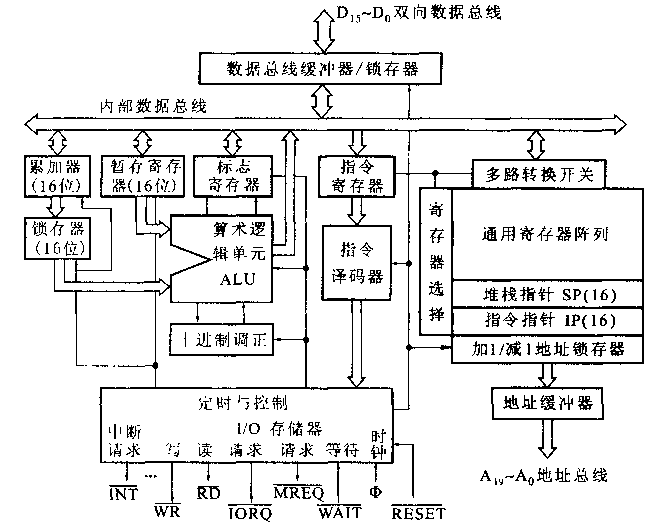 D₁₅~D₀双向数据总线
数据总线缓冲器/锁存器
内部数据总线
累加器
(16位)
暂存寄存
器(16位)
标志
寄存器
指令
寄存器
多路转换开关
锁存器
(16位)
算术逻
辑单元
ALU
指令
译码器
寄存器选择
通用寄存器阵列
堆栈指针 SP(16)
指令指针 IP(16)
加1/减1地址锁存器
十进制调正
地址缓冲器
定时与控制
I/O 存储器
中断 时钟
请求 写 读 请求 请求 等待
A₁₉~A₀地址总线
INT ... WR RD IORQ MREQ WAIT Φ RESET